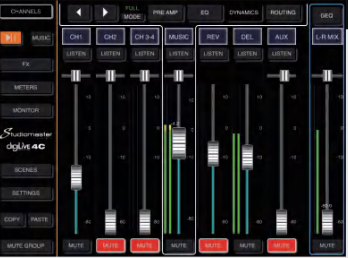 CHANNELS
FULL MODE
PRE AMP
EQ
DYNAMICS
ROUTING
GEQ
MUSIC
CH1
CH2
CH 3-4
MUSIC
REV
DEL
AUX
L-R MIX
LISTEN
LISTEN
LISTEN
LISTEN
LISTEN
LISTEN
LISTEN
FX
METERS
MONITOR
Studiomaster
digiLive 4C
SCENES
SETTINGS
COPY
PASTE
MUTE GROUP
MUTE
MUTE
MUTE
MUTE
MUTE
MUTE
MUTE
MUTE